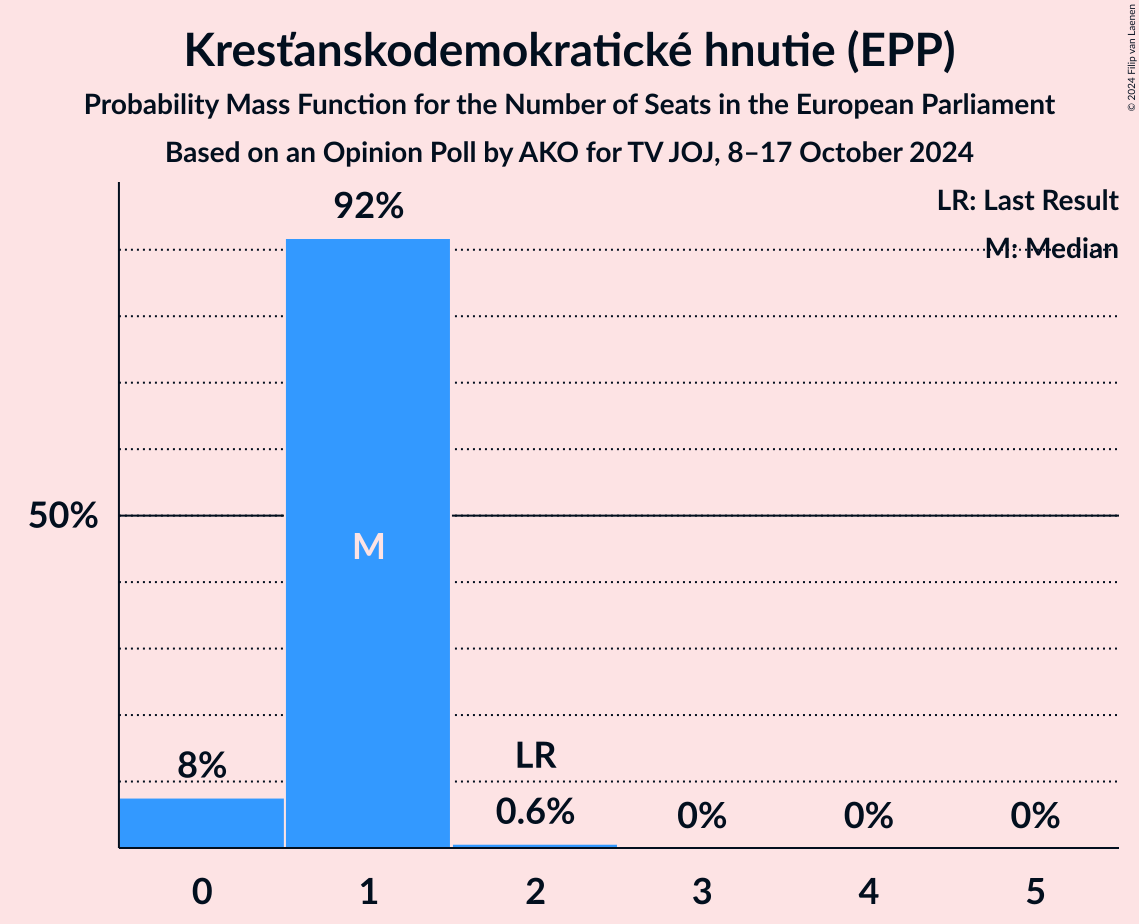 Kresťanskodemokratické hnutie (EPP)
Probability Mass Function for the Number of Seats in the European Parliament
Based on an Opinion Poll by AKO for TV JOJ, 8–17 October 2024
© 2024 Filip van Laenen
LR: Last Result
M: Median
92%
50%
M
8%
LR
0.6%
0%
0%
0%
0
1
2
3
4
5